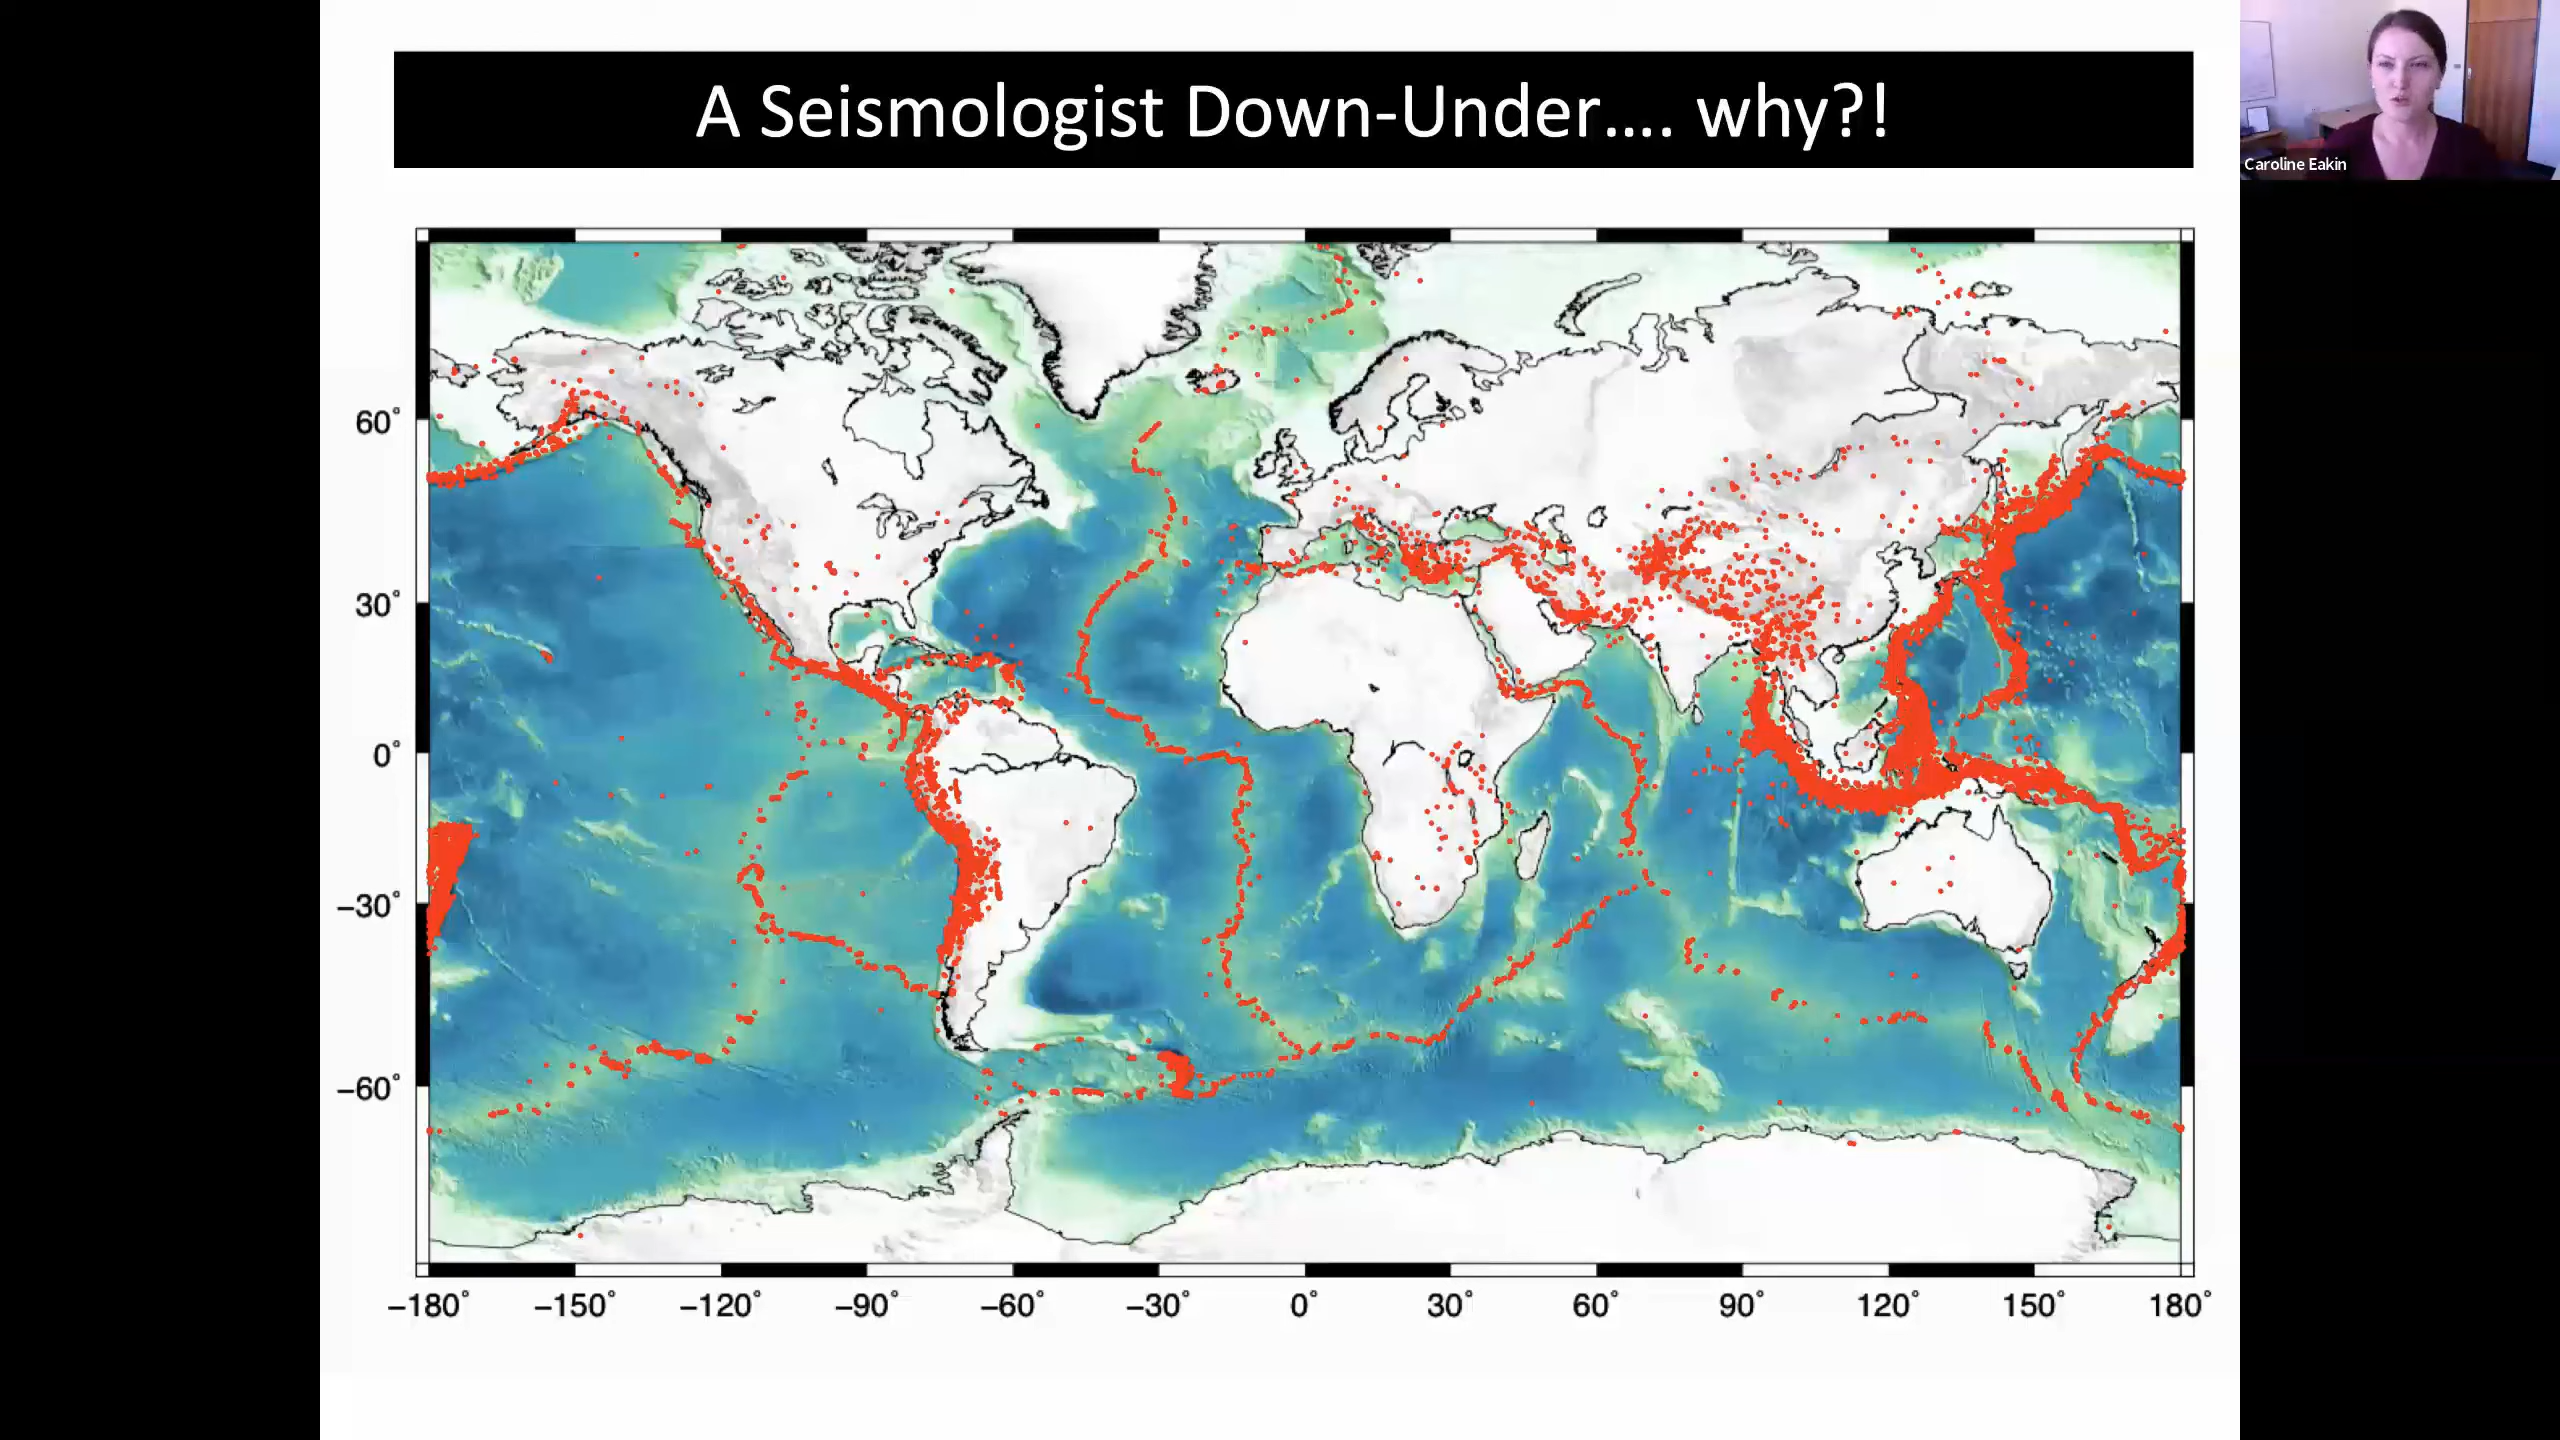 A Seismologist Down-Under.... why?!
Caroline Eakin
60°
30°
0°
−30°
−60°
−180° −150° −120° −90° −60° −30° 0° 30° 60° 90° 120° 150° 180°